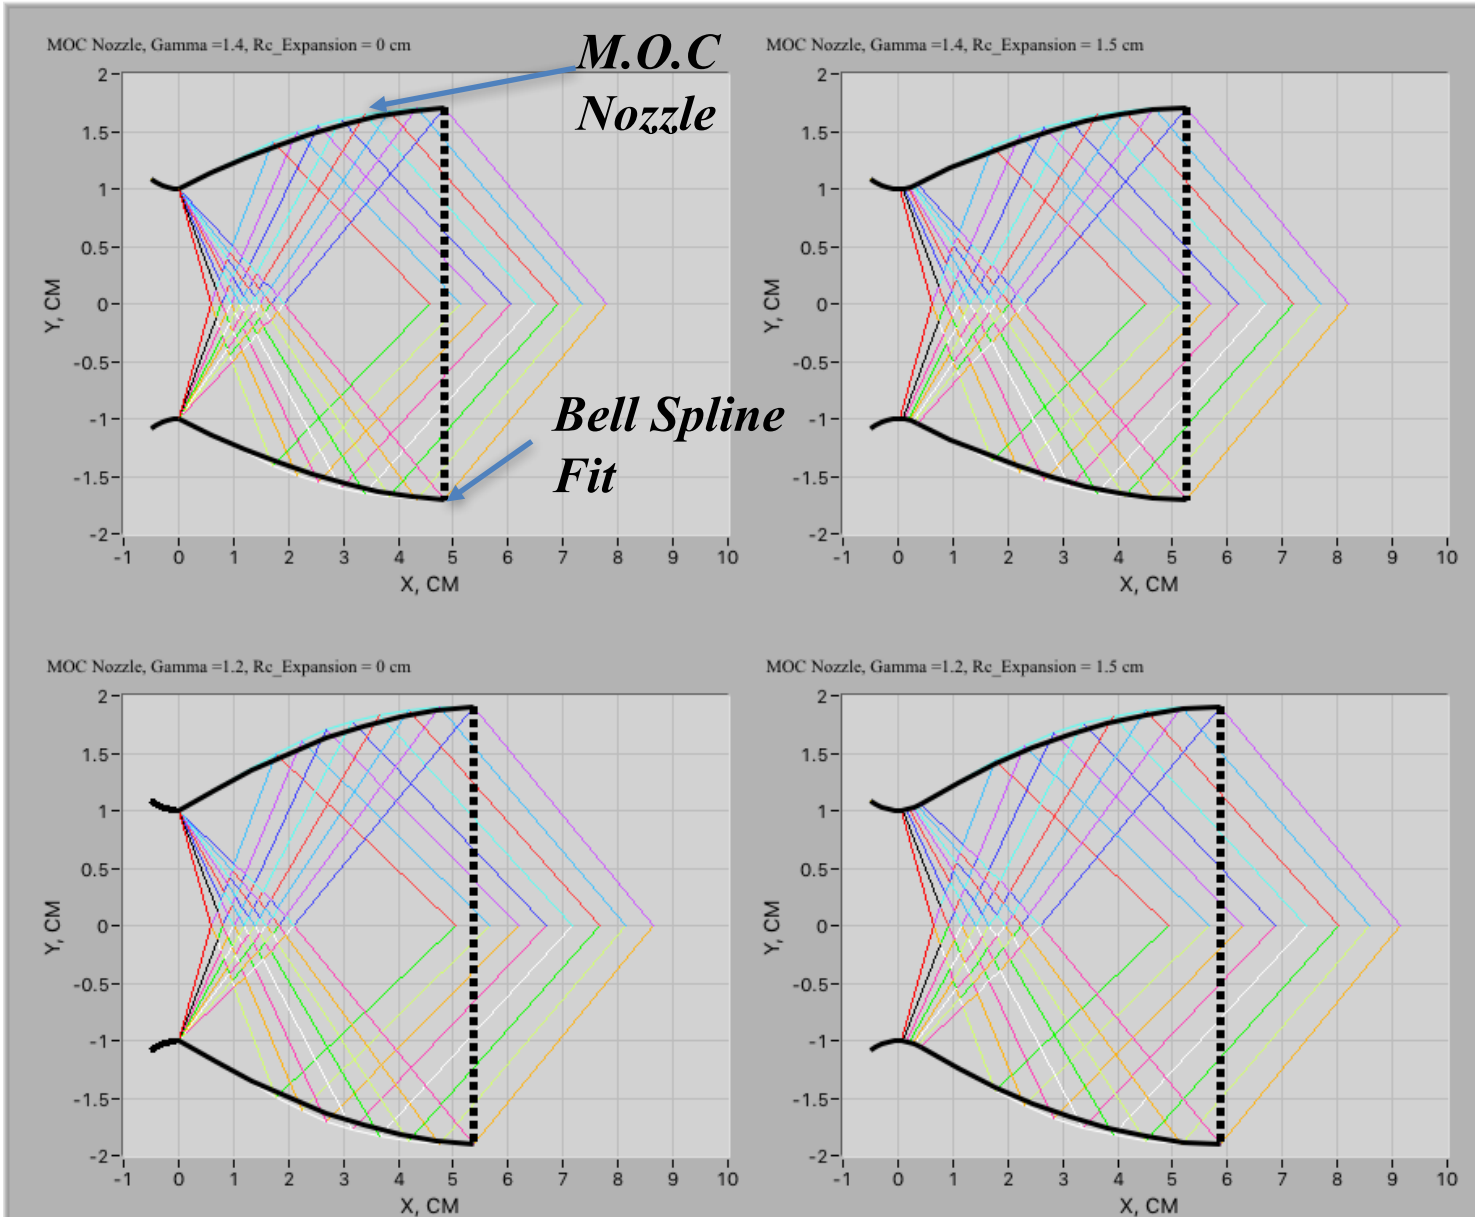 MOC Nozzle, Gamma =1.4, Rc_Expansion = 0 cm
M.O.C
Nozzle
2
1.5
1
0.5
0
-0.5
-1
-1.5
-2
Y, CM
-1 0 1 2 3 4 5 6 7 8 9 10
X, CM
Bell Spline
Fit
MOC Nozzle, Gamma =1.4, Rc_Expansion = 1.5 cm
2
1.5
1
0.5
0
-0.5
-1
-1.5
-2
Y, CM
-1 0 1 2 3 4 5 6 7 8 9 10
X, CM
MOC Nozzle, Gamma =1.2, Rc_Expansion = 0 cm
2
1.5
1
0.5
0
-0.5
-1
-1.5
-2
Y, CM
-1 0 1 2 3 4 5 6 7 8 9 10
X, CM
MOC Nozzle, Gamma =1.2, Rc_Expansion = 1.5 cm
2
1.5
1
0.5
0
-0.5
-1
-1.5
-2
Y, CM
-1 0 1 2 3 4 5 6 7 8 9 10
X, CM